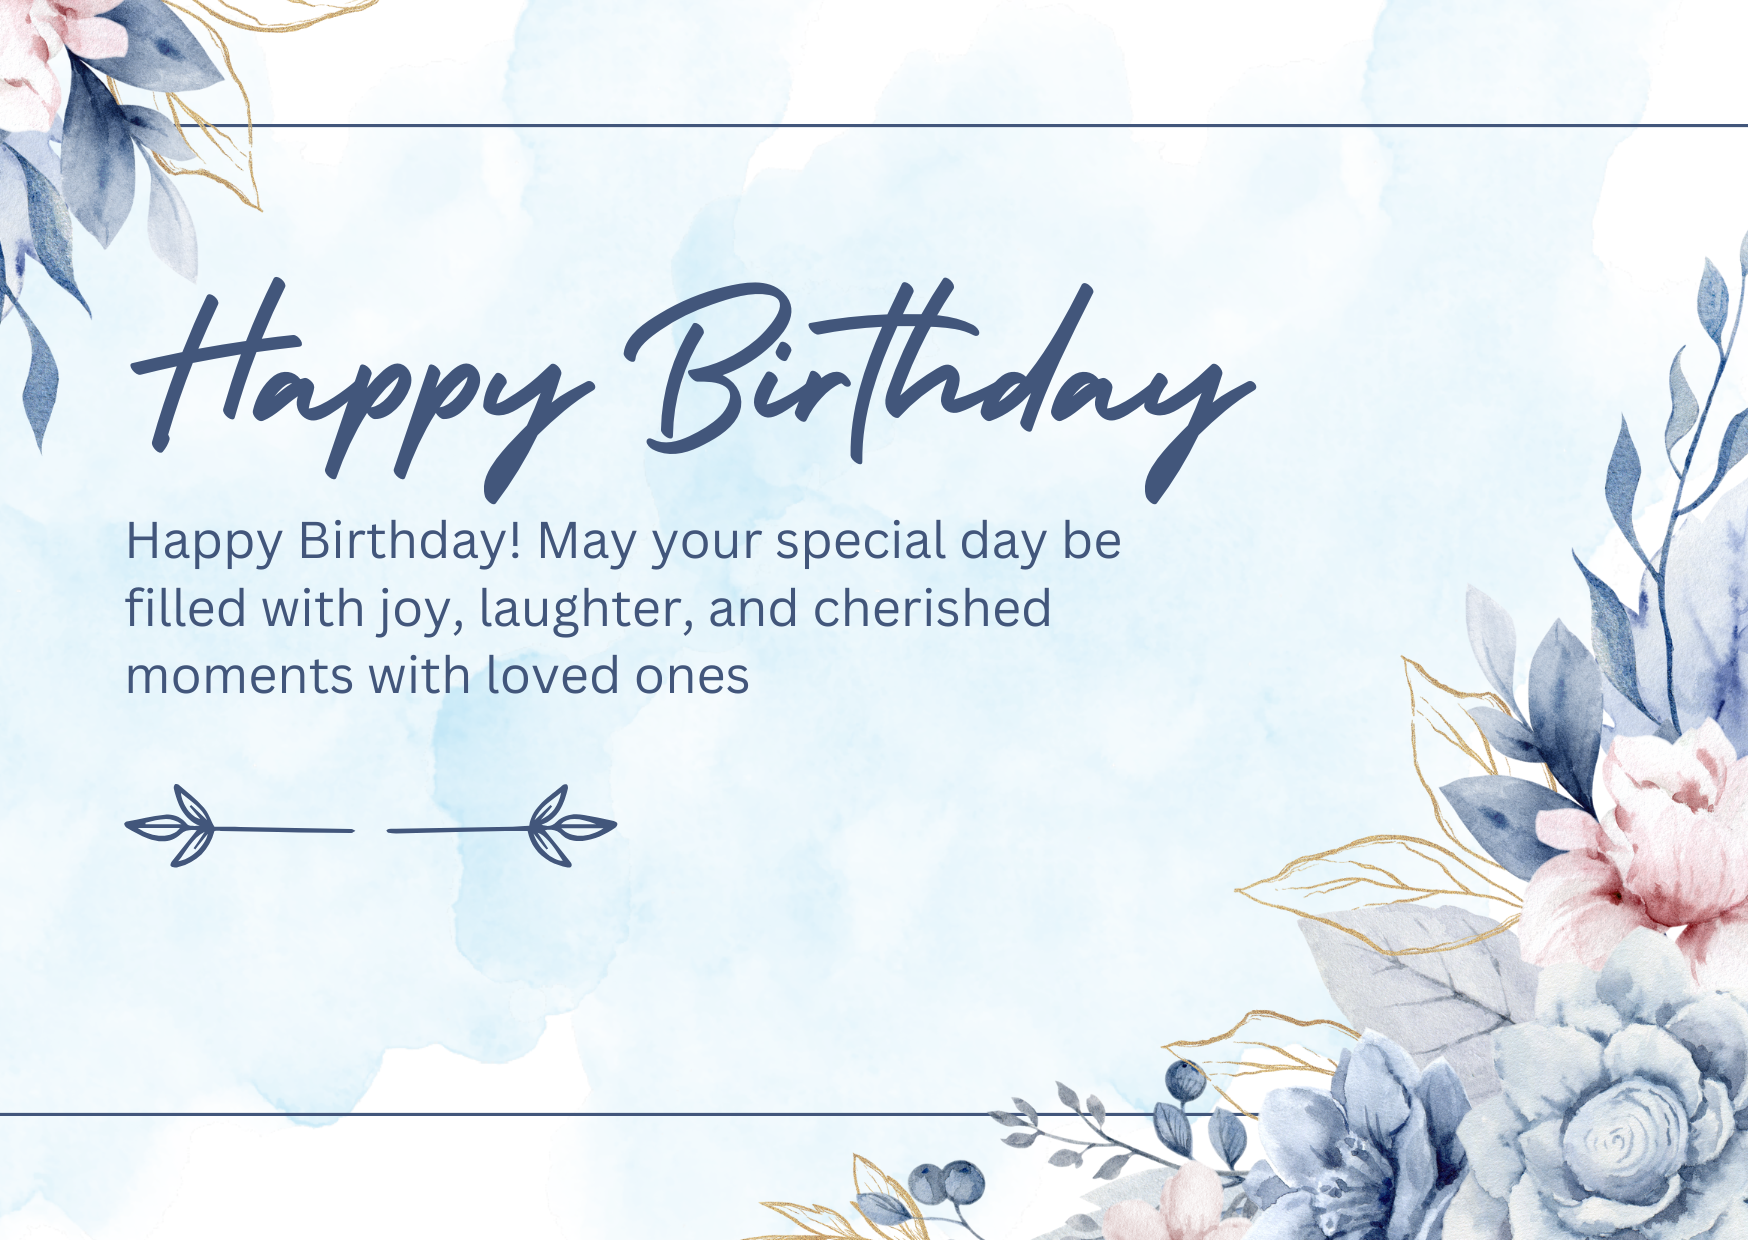 Happy Birthday
Happy Birthday! May your special day be
filled with joy, laughter, and cherished
moments with loved ones